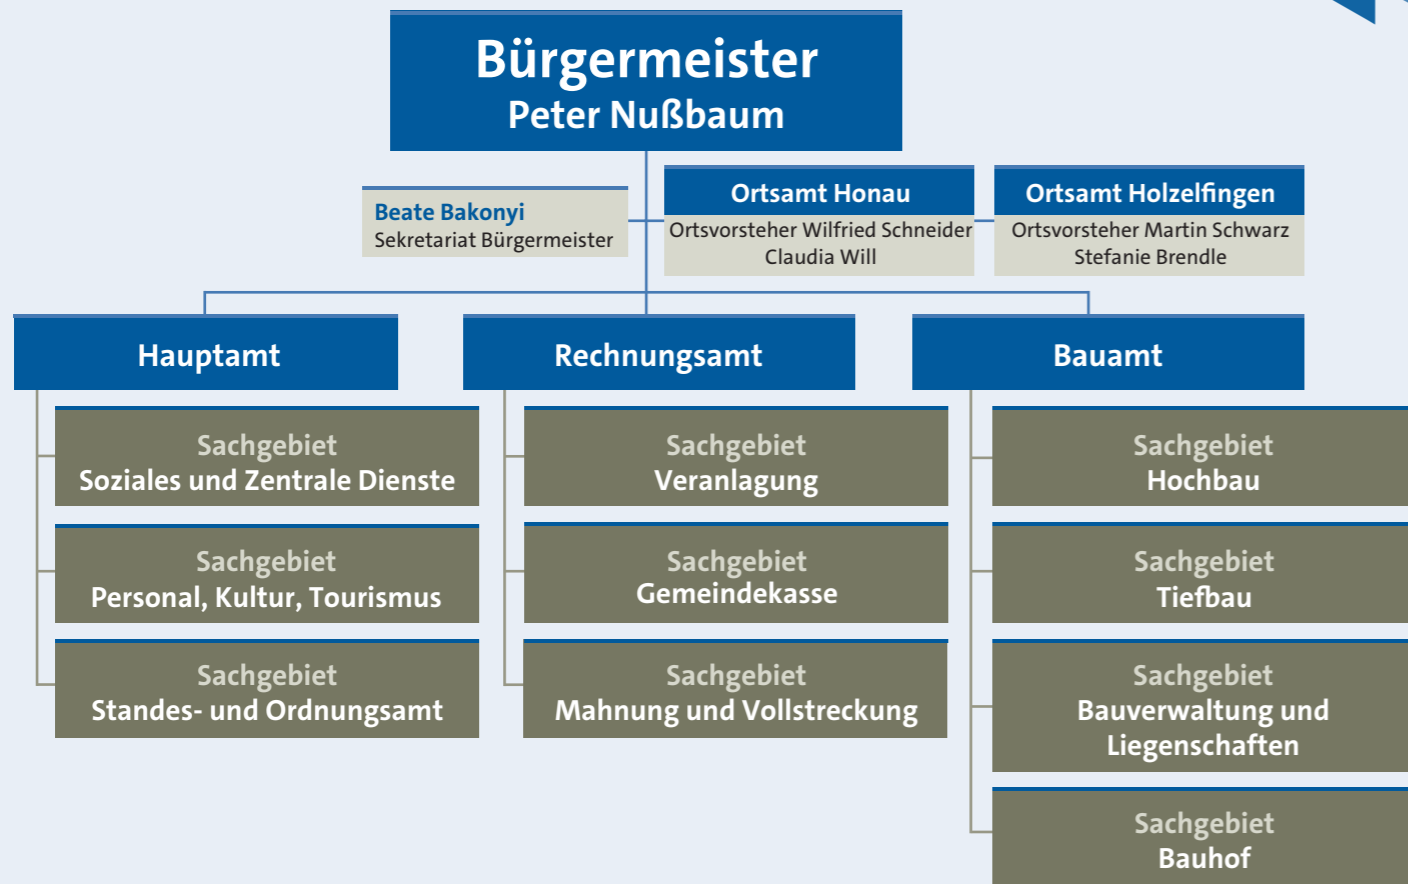 Bürgermeister
Peter Nußbaum
Beate Bakonyi
Sekretariat Bürgermeister
Ortsamt Honau
Ortsvorsteher Wilfried Schneider
Claudia Will
Ortsamt Holzelfingen
Ortsvorsteher Martin Schwarz
Stefanie Brendle
Hauptamt
Sachgebiet
Soziales und Zentrale Dienste
Sachgebiet
Personal, Kultur, Tourismus
Sachgebiet
Standes- und Ordnungsamt
Rechnungsamt
Sachgebiet
Veranlagung
Sachgebiet
Gemeindekasse
Sachgebiet
Mahnung und Vollstreckung
Bauamt
Sachgebiet
Hochbau
Sachgebiet
Tiefbau
Sachgebiet
Bauverwaltung und
Liegenschaften
Sachgebiet
Bauhof